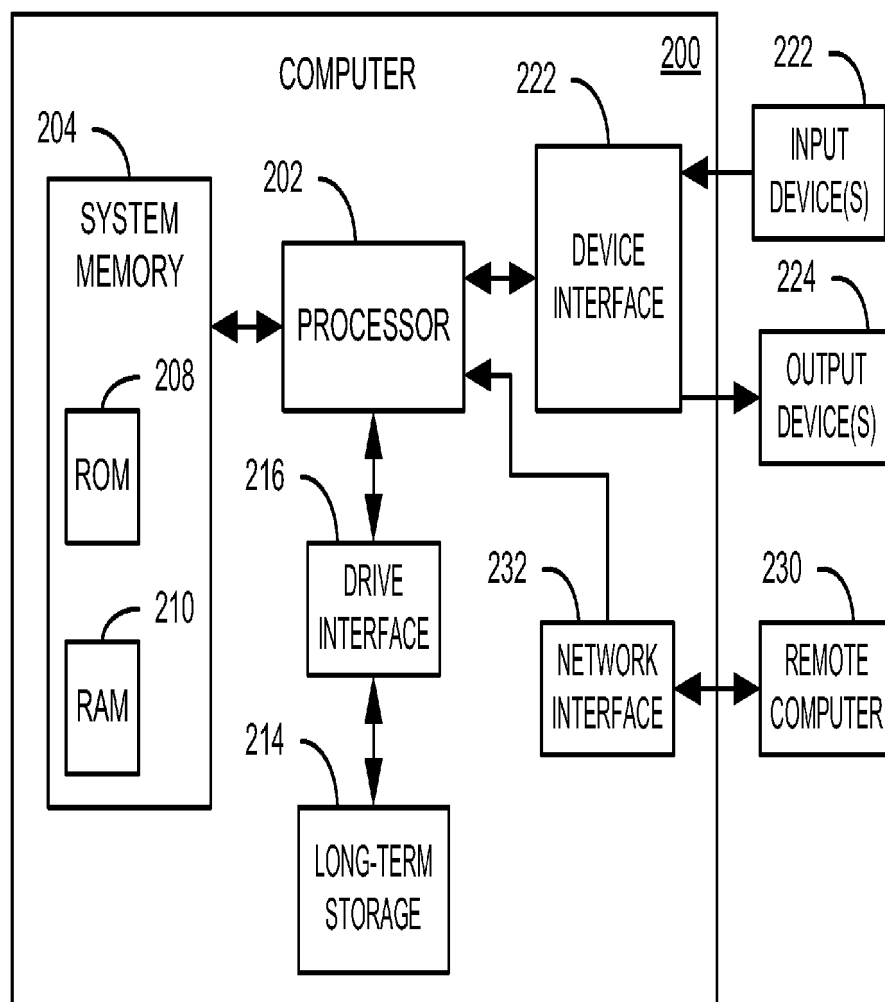 COMPUTER
200
204
SYSTEM
MEMORY
208
ROM
210
RAM
202
PROCESSOR
222
DEVICE
INTERFACE
222
INPUT
DEVICE(S)
224
OUTPUT
DEVICE(S)
216
DRIVE
INTERFACE
214
LONG-TERM
STORAGE
232
NETWORK
INTERFACE
230
REMOTE
COMPUTER